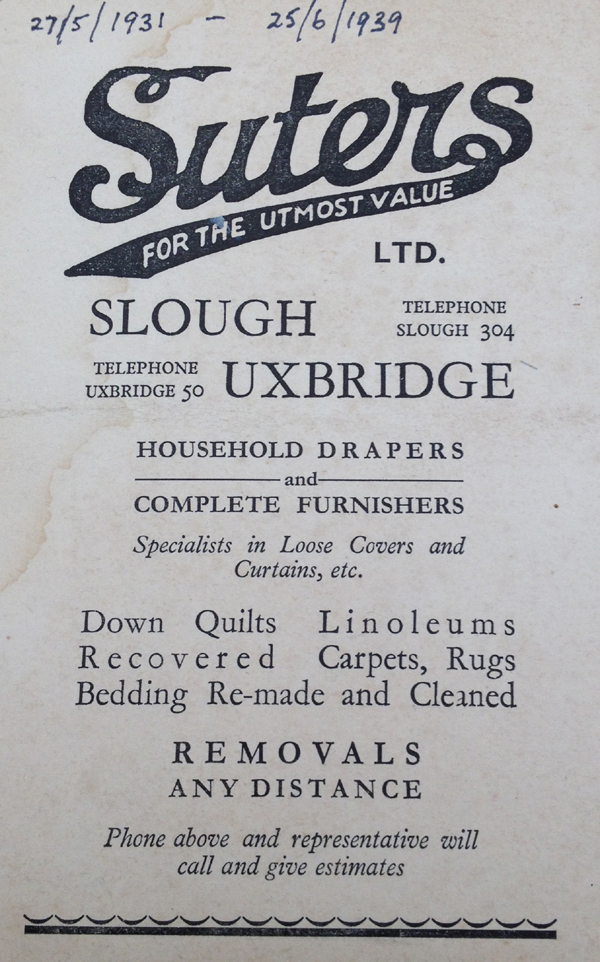 27/5/1931 - 25/6/1939
Suters
FOR THE UTMOST VALUE
LTD.
SLOUGH TELEPHONE SLOUGH 304
TELEPHONE UXBRIDGE 50 UXBRIDGE
HOUSEHOLD DRAPERS
and
COMPLETE FURNISHERS
Specialists in Loose Covers and
Curtains, etc.
Down Quilts Linoleums
Recovered Carpets, Rugs
Bedding Re-made and Cleaned
REMOVALS
ANY DISTANCE
Phone above and representative will
call and give estimates